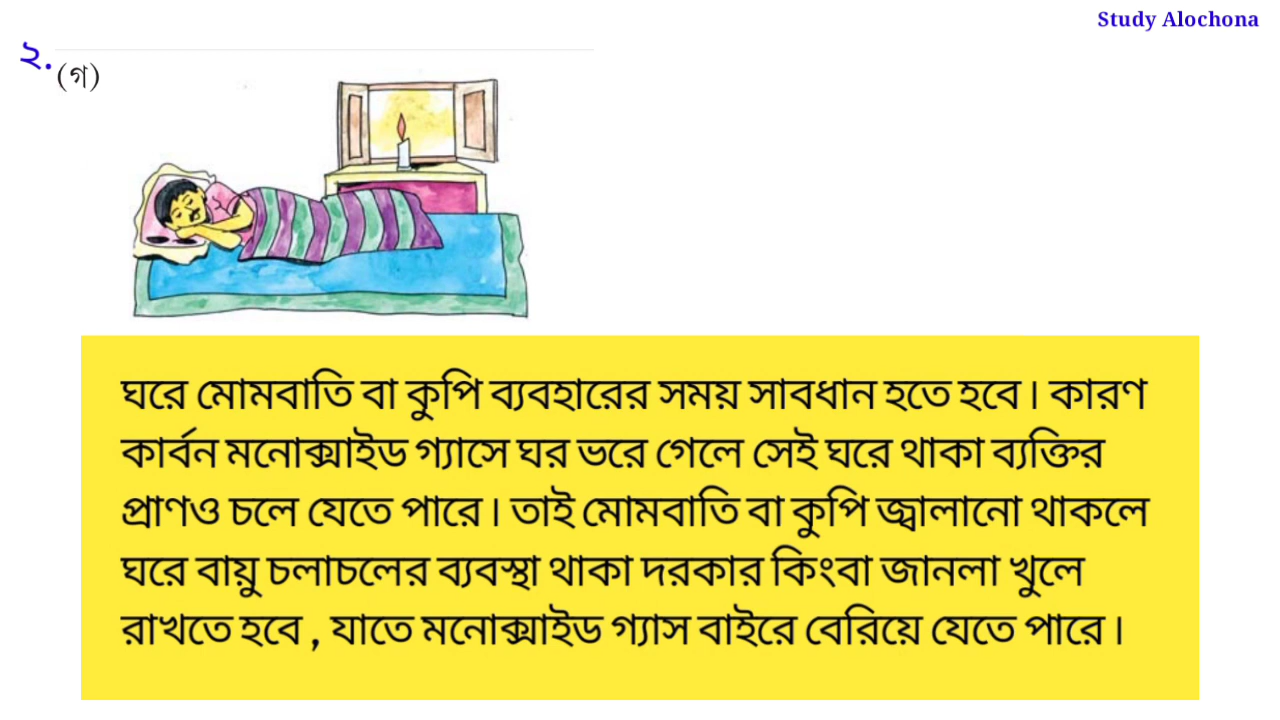 Study Alochona
২.
(গ)
ঘরে মোমবাতি বা কুপি ব্যবহারের সময় সাবধান হতে হবে। কারণ
কার্বন মনোক্সাইড গ্যাসে ঘর ভরে গেলে সেই ঘরে থাকা ব্যক্তির
প্রাণও চলে যেতে পারে। তাই মোমবাতি বা কুপি জ্বালানো থাকলে
ঘরে বায়ু চলাচলের ব্যবস্থা থাকা দরকার কিংবা জানলা খুলে
রাখতে হবে , যাতে মনোক্সাইড গ্যাস বাইরে বেরিয়ে যেতে পারে।